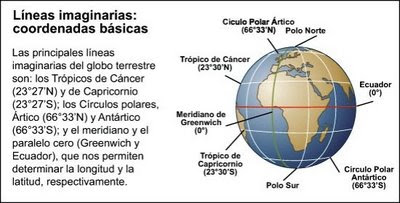 Líneas imaginarias:
coordenadas básicas
Las principales líneas
imaginarias del globo terrestre
son: los Trópicos de Cáncer
(23°27'N) y de Capricornio
(23°27'S); los Círculos polares,
Ártico (66°33'N) y Antártico
(66°33'S); y el meridiano y el
paralelo cero (Greenwich y
Ecuador), que nos permiten
determinar la longitud y la
latitud, respectivamente.
Cículo Polar Ártico
(66°33'N)
Polo Norte
Trópico de Cáncer
(23°30'N)
Ecuador
(0°)
Meridiano de
Greenwich
(0°)
Trópico de
Capricornio
(23°30'S)
Polo Sur
Círculo Polar
Antártico
(66°33'S)